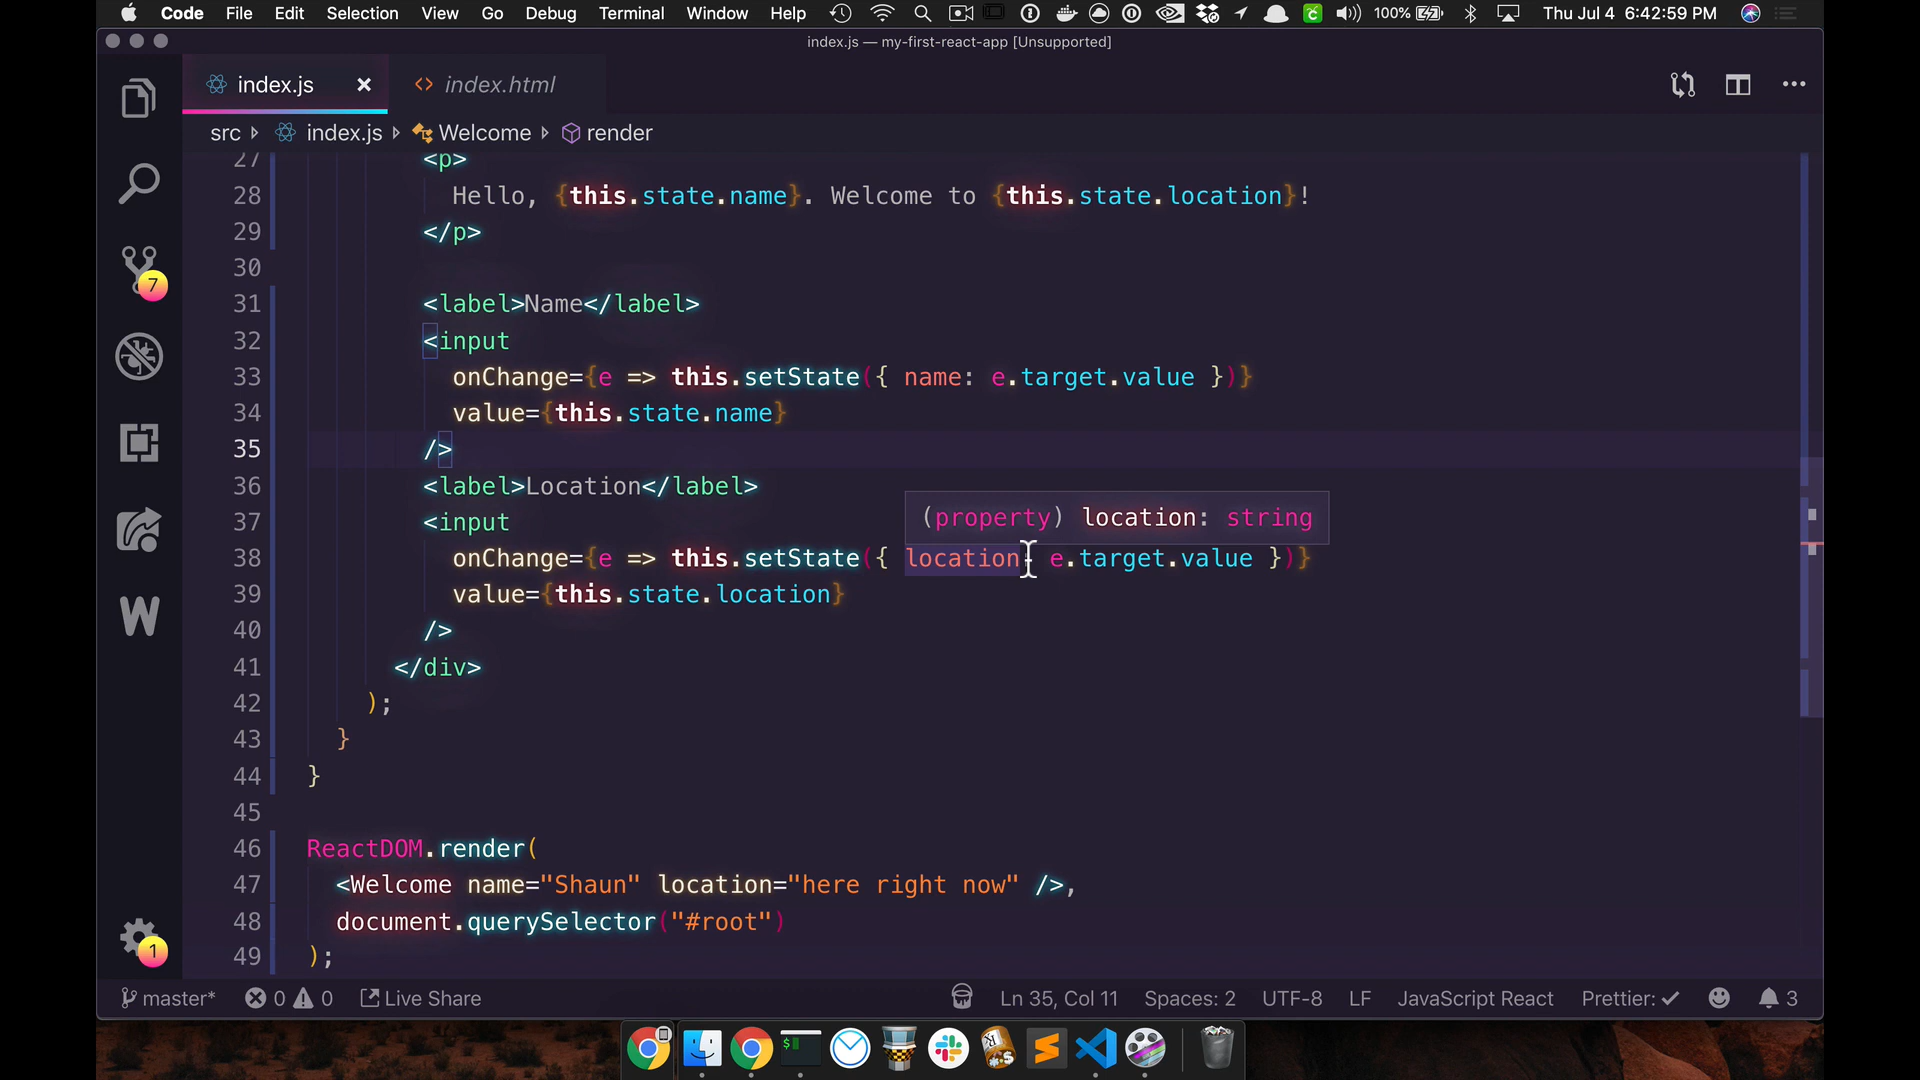 Code File Edit Selection View Go Debug Terminal Window Help 100% Thu Jul 4 6:42:59 PM
index.js — my-first-react-app [Unsupported]
index.js index.html
src index.js Welcome render
27 <p>
28 Hello, {this.state.name}. Welcome to {this.state.location}!
29 </p>
30
31 <label>Name</label>
32 <input
33 onChange={e => this.setState({ name: e.target.value })}
34 value={this.state.name}
35 />
36 <label>Location</label>
(property) location: string
37 <input
38 onChange={e => this.setState({ location: e.target.value })}
39 value={this.state.location}
40 />
41 </div>
42 );
43 }
44 }
45
46 ReactDOM.render(
47 <Welcome name="Shaun" location="here right now" />,
48 document.querySelector("#root")
49 );
7
W
1
master* 0 0 Live Share Ln 35, Col 11 Spaces: 2 UTF-8 LF JavaScript React Prettier: ✓ 3
$